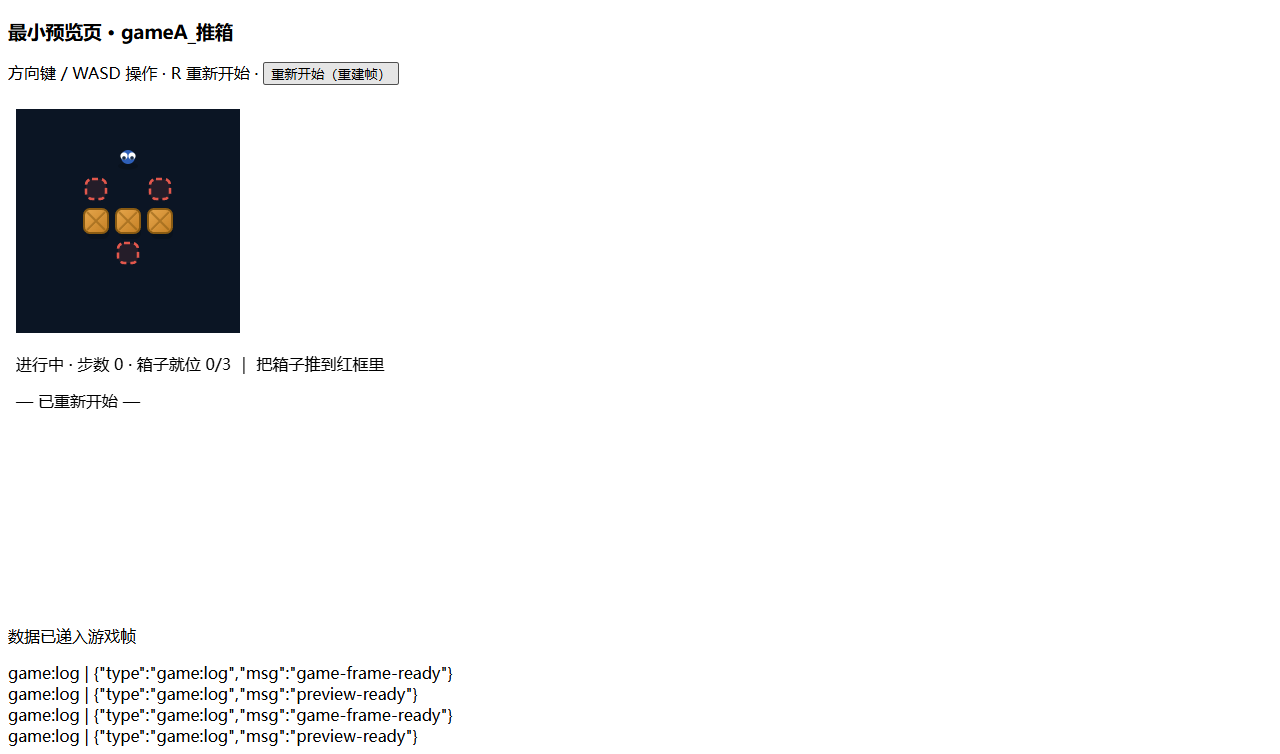 最小预览页 • gameA_推箱
方向键 / WASD 操作 · R 重新开始 · 重新开始（重建帧）
进行中 · 步数 0 · 箱子就位 0/3 ｜ 把箱子推到红框里
— 已重新开始 —
数据已递入游戏帧
game:log | {"type":"game:log","msg":"game-frame-ready"}
game:log | {"type":"game:log","msg":"preview-ready"}
game:log | {"type":"game:log","msg":"game-frame-ready"}
game:log | {"type":"game:log","msg":"preview-ready"}